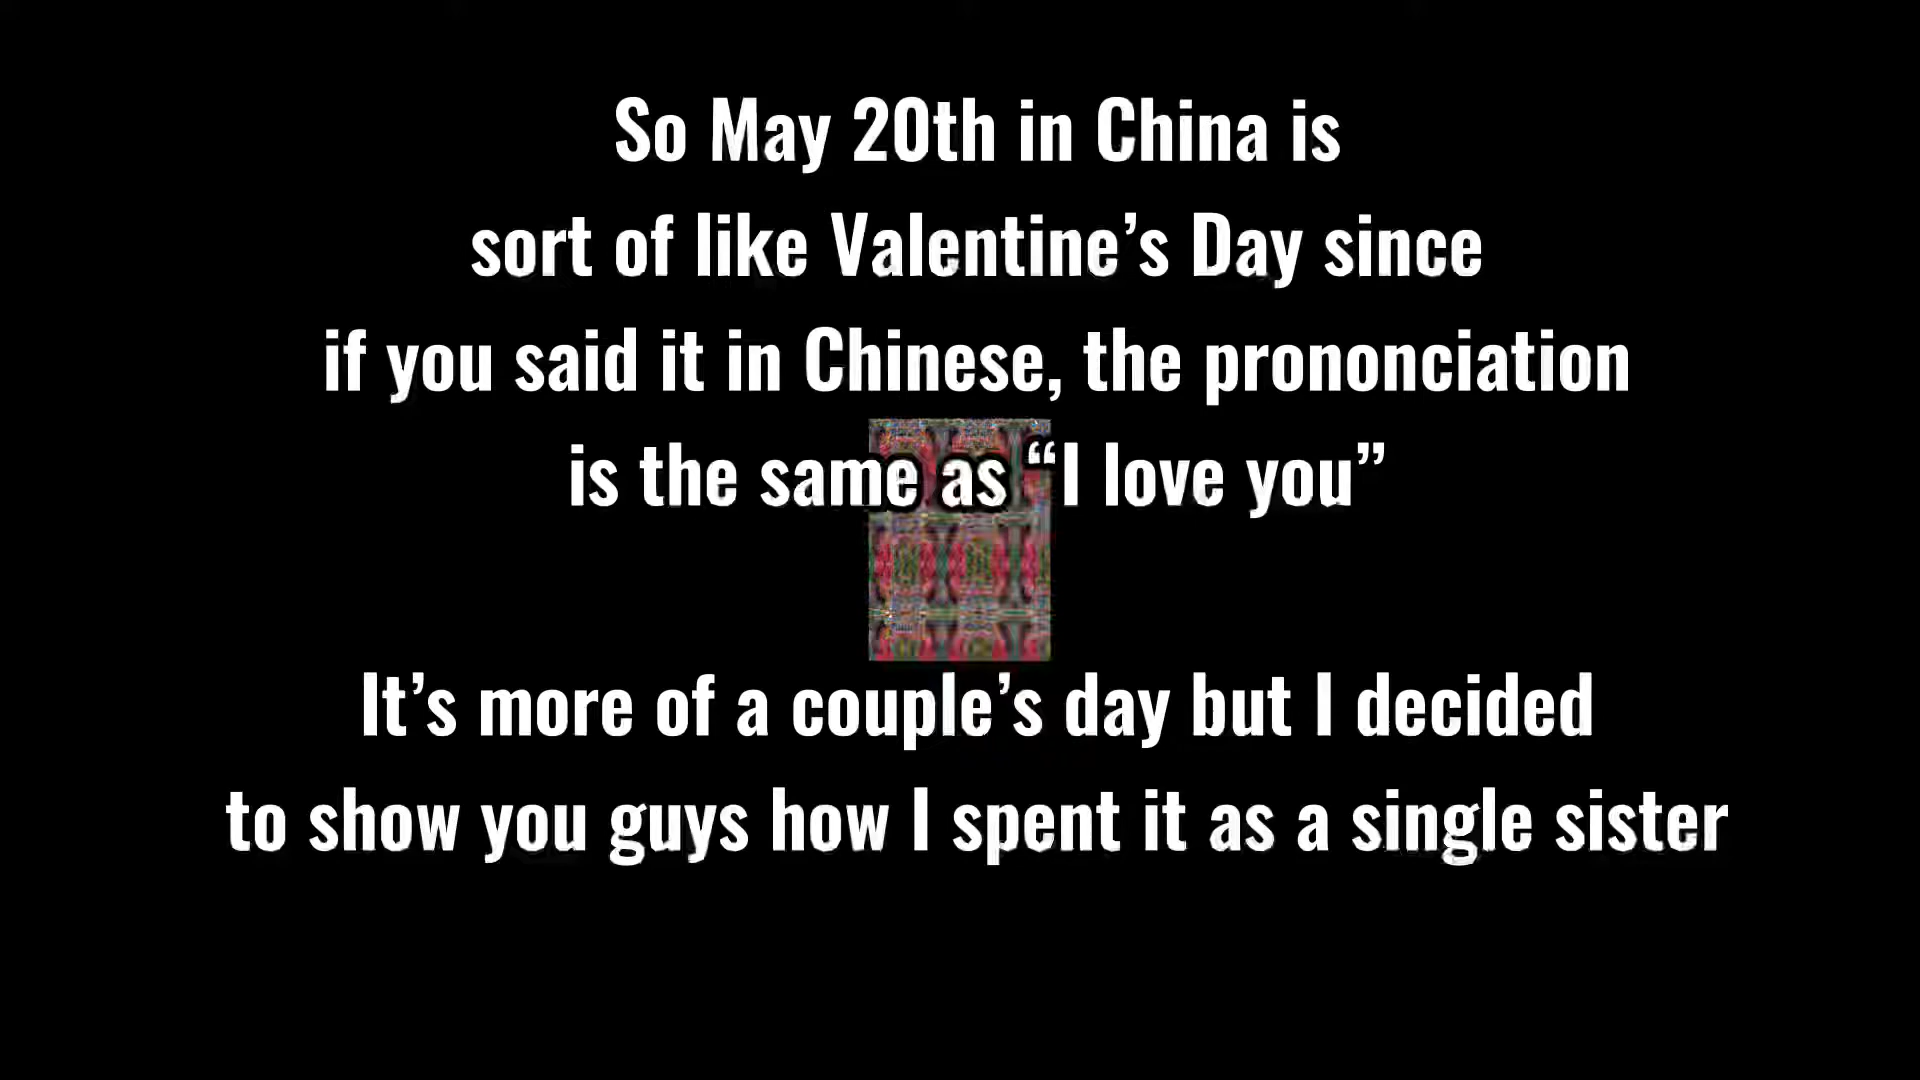 So May 20th in China is
sort of like Valentine’s Day since
if you said it in Chinese, the prononciation
is the same as “I love you”
It’s more of a couple’s day but I decided
to show you guys how I spent it as a single sister